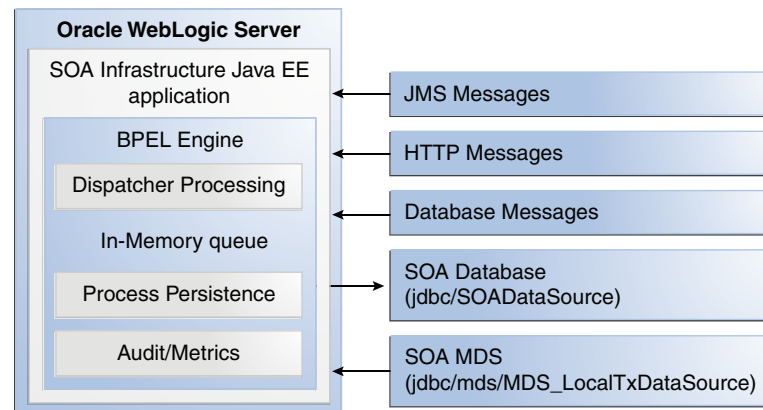 Oracle WebLogic Server
SOA Infrastructure Java EE
application
BPEL Engine
Dispatcher Processing
In-Memory queue
Process Persistence
Audit/Metrics
JMS Messages
HTTP Messages
Database Messages
SOA Database
(jdbc/SOADataSource)
SOA MDS
(jdbc/mds/MDS_LocalTxDataSource)